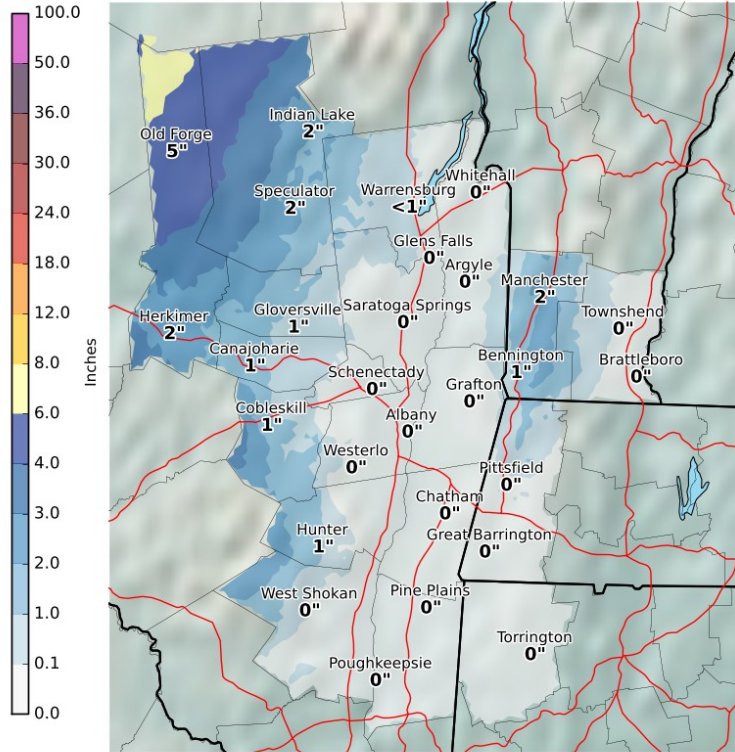 100.0
50.0
36.0
30.0
24.0
18.0
12.0
8.0
6.0
4.0
3.0
2.0
1.0
0.1
0.0
Inches
Old Forge
5"
Indian Lake
2"
Speculator
2"
Warrensburg
<1"
Whitehall
0"
Glens Falls
0"
Argyle
0"
Manchester
2"
Herkimer
2"
Gloversville
1"
Saratoga Springs
0"
Townshend
0"
Canajoharie
1"
Schenectady
0"
Bennington
1"
Brattleboro
0"
Grafton
0"
Cobleskill
1"
Albany
0"
Westerlo
0"
Pittsfield
0"
Chatham
0"
Hunter
1"
Great Barrington
0"
West Shokan
0"
Pine Plains
0"
Torrington
0"
Poughkeepsie
0"